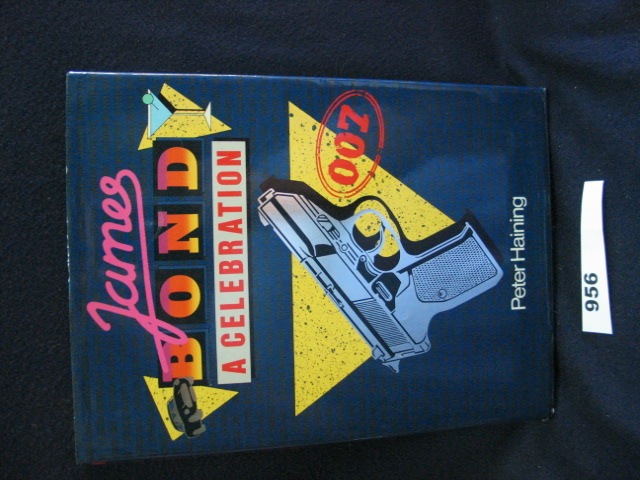 James
BOND
A CELEBRATION
007
Peter Haining
956